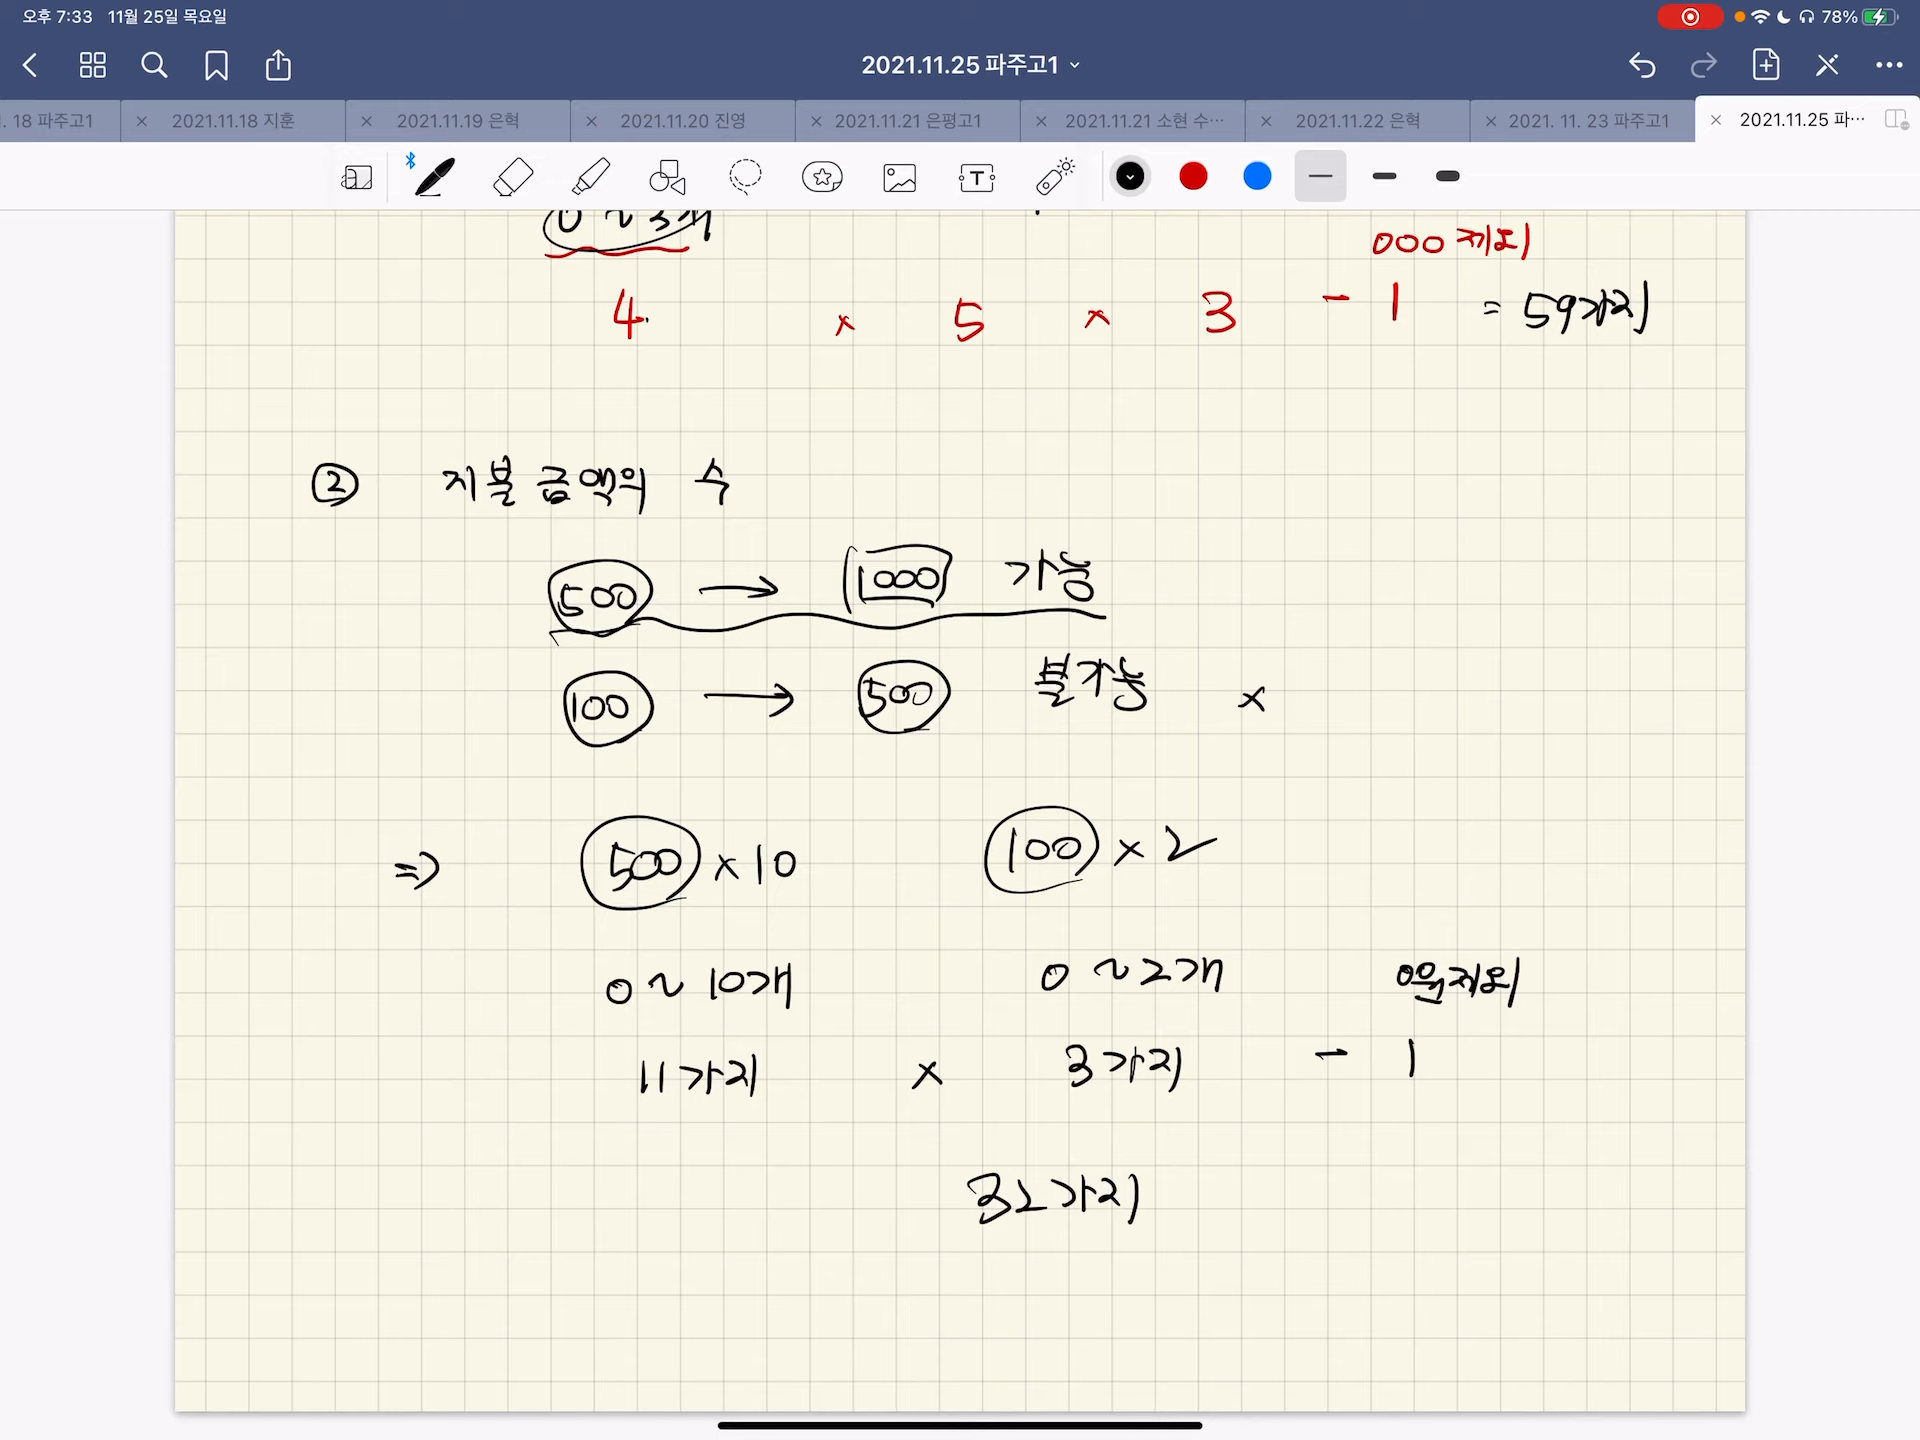 오후 7:33 11월 25일 목요일 78%
2021.11.25 파주고1
. 18 파주고1 2021.11.18 지훈 2021.11.19 은혁 2021.11.20 진영 2021.11.21 은평고1 2021.11.21 소현 수… 2021.11.22 은혁 2021. 11. 23 파주고1 2021.11.25 파…
0 ~ 3개
000 제외
4 × 5 × 3 - 1 = 59가지
② 지불 금액의 수
500 → 1000 가능
100 → 500 불가능 ×
⇒ 500 × 10 100 × 2
0 ~ 10개 0 ~ 2개 0원 제외
11가지 × 3가지 - 1
32가지